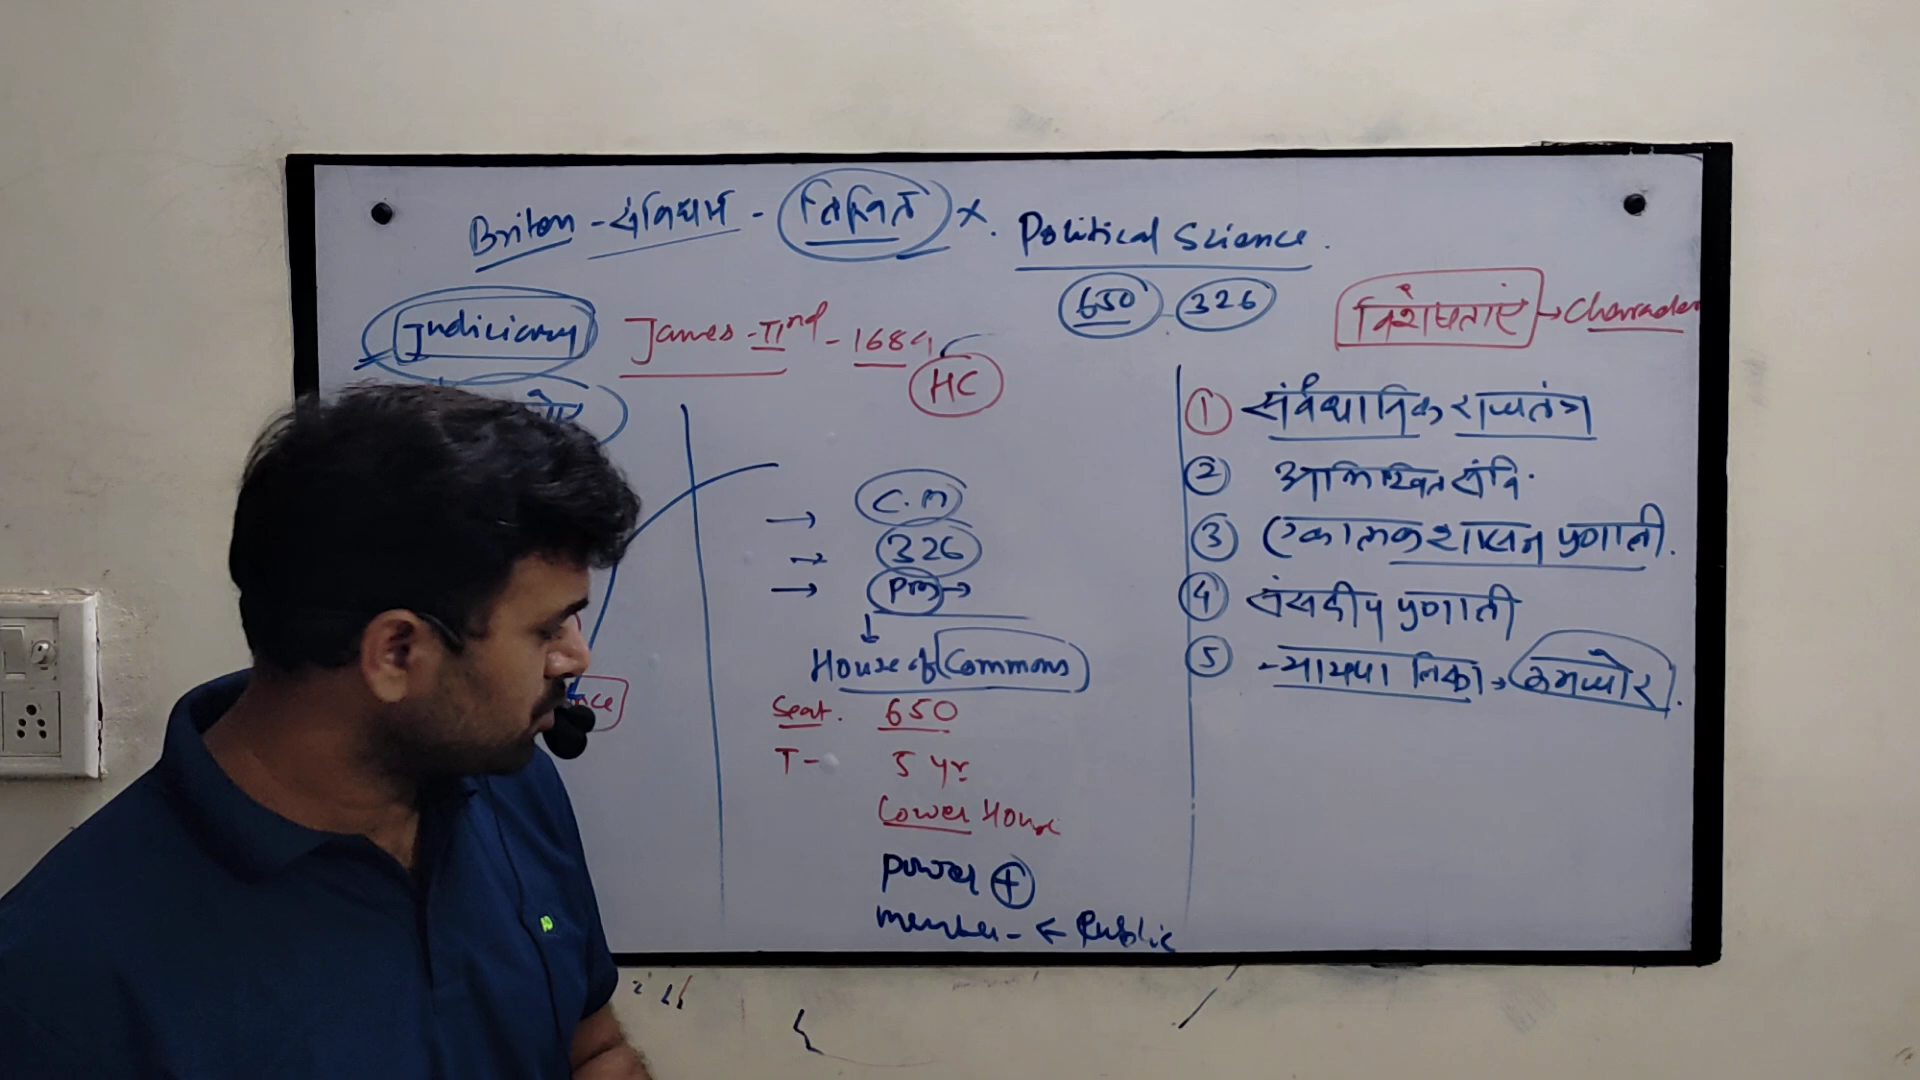 Briton - संविधान - लिखित x. Political Science.
650 326
विशेषताएं → Character
Judiciary James - IInd - 1689
HC
① संवैधानिक राजतंत्र
② अलिखित संवि.
③ एकात्मक शासन प्रणाली.
④ संसदीय प्रणाली
⑤ - न्यायपालिका → कमजोर.
→ C.M
→ 326
→ PM →
↓
House of Commons
Seat. 650
T - 5 yr
Lower House
Power +
member - ← Public